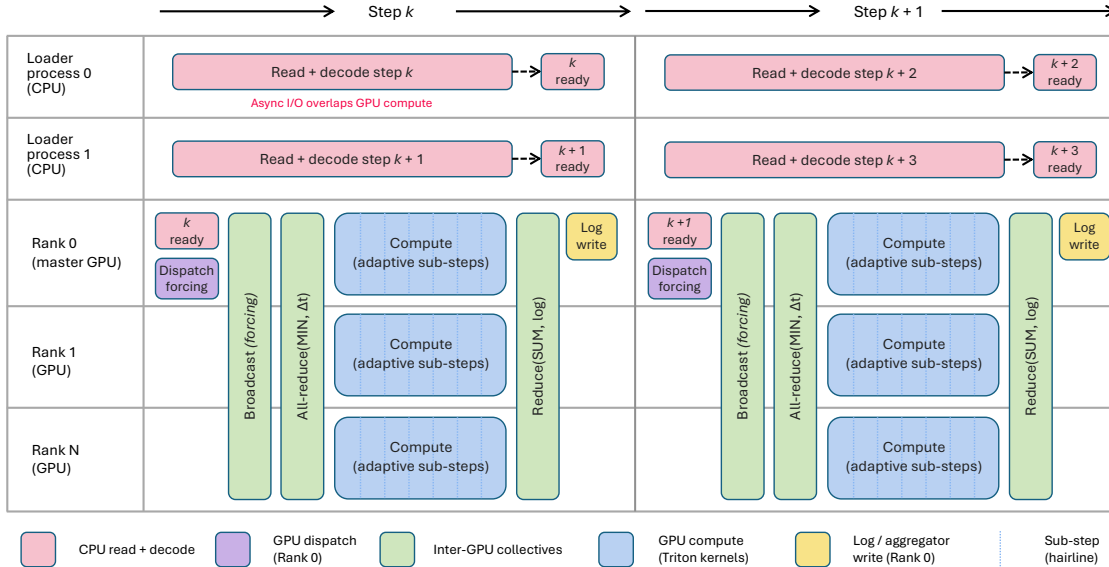 Step k
Step k + 1
Loader
process 0
(CPU)
Read + decode step k
k
ready
Async I/O overlaps GPU compute
Read + decode step k + 2
k + 2
ready
Loader
process 1
(CPU)
Read + decode step k + 1
k + 1
ready
Read + decode step k + 3
k + 3
ready
Rank 0
(master GPU)
k
ready
Dispatch
forcing
Broadcast (forcing)
All-reduce(MIN, Δt)
Compute
(adaptive sub-steps)
Reduce(SUM, log)
Log
write
k+1
ready
Dispatch
forcing
Broadcast (forcing)
All-reduce(MIN, Δt)
Compute
(adaptive sub-steps)
Reduce(SUM, log)
Log
write
Rank 1
(GPU)
Compute
(adaptive sub-steps)
Compute
(adaptive sub-steps)
Rank N
(GPU)
Compute
(adaptive sub-steps)
Compute
(adaptive sub-steps)
CPU read + decode
GPU dispatch
(Rank 0)
Inter-GPU collectives
GPU compute
(Triton kernels)
Log / aggregator
write (Rank 0)
Sub-step
(hairline)